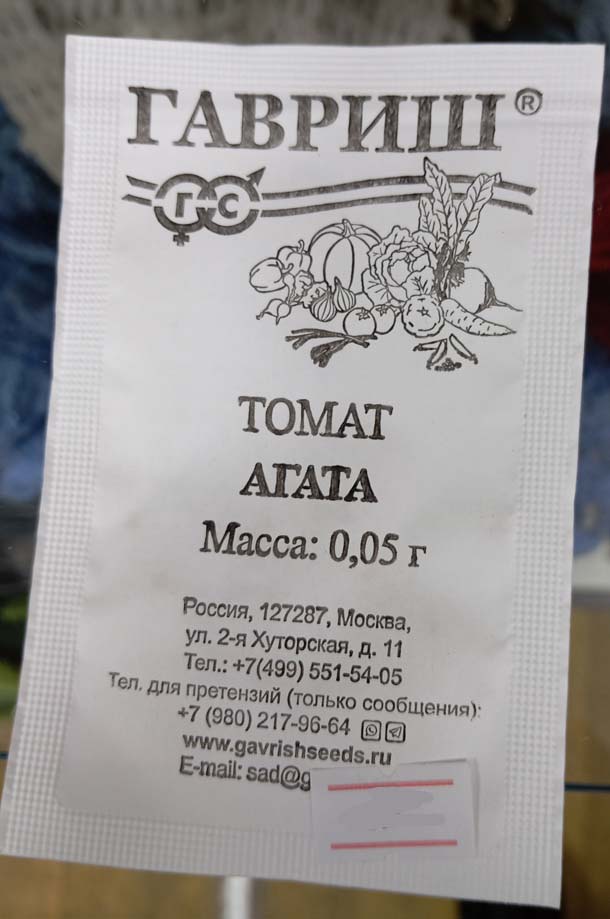 ГАВРИШ®
ГС
ТОМАТ
АГАТА
Масса: 0,05 г
Россия, 127287, Москва,
ул. 2-я Хуторская, д. 11
Тел.: +7(499) 551-54-05
Тел. для претензий (только сообщения):
+7 (980) 217-96-64
www.gavrishseeds.ru
E-mail: sad@g